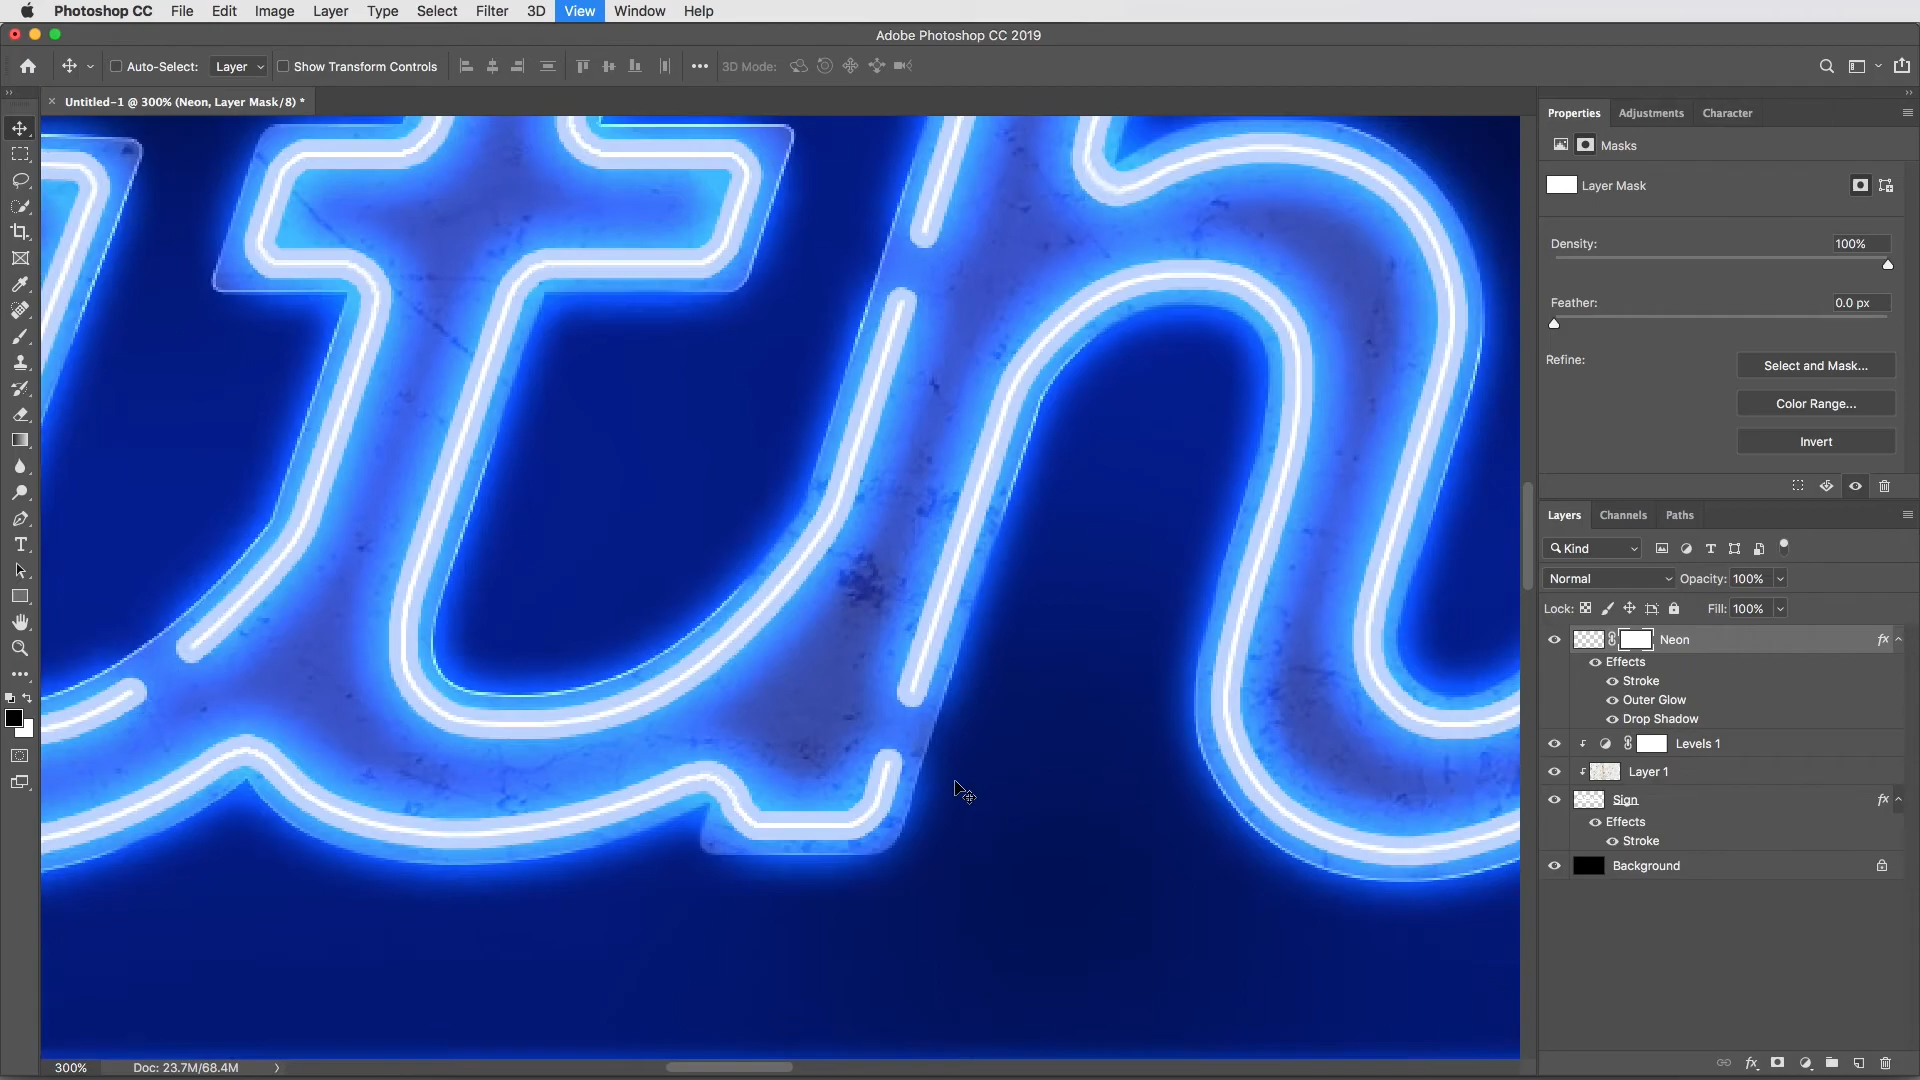 Photoshop CC File Edit Image Layer Type Select Filter 3D View Window Help
Adobe Photoshop CC 2019
Auto-Select: Layer Show Transform Controls 3D Mode:
Untitled-1 @ 300% (Neon, Layer Mask/8) *
Properties Adjustments Character
Masks
Layer Mask
Density: 100%
Feather: 0.0 px
Refine: Select and Mask...
Color Range...
Invert
Layers Channels Paths
Kind
Normal Opacity: 100%
Lock: Fill: 100%
Neon fx
Effects
Stroke
Outer Glow
Drop Shadow
Levels 1
Layer 1
Sign fx
Effects
Stroke
Background
300% Doc: 23.7M/68.4M
fx